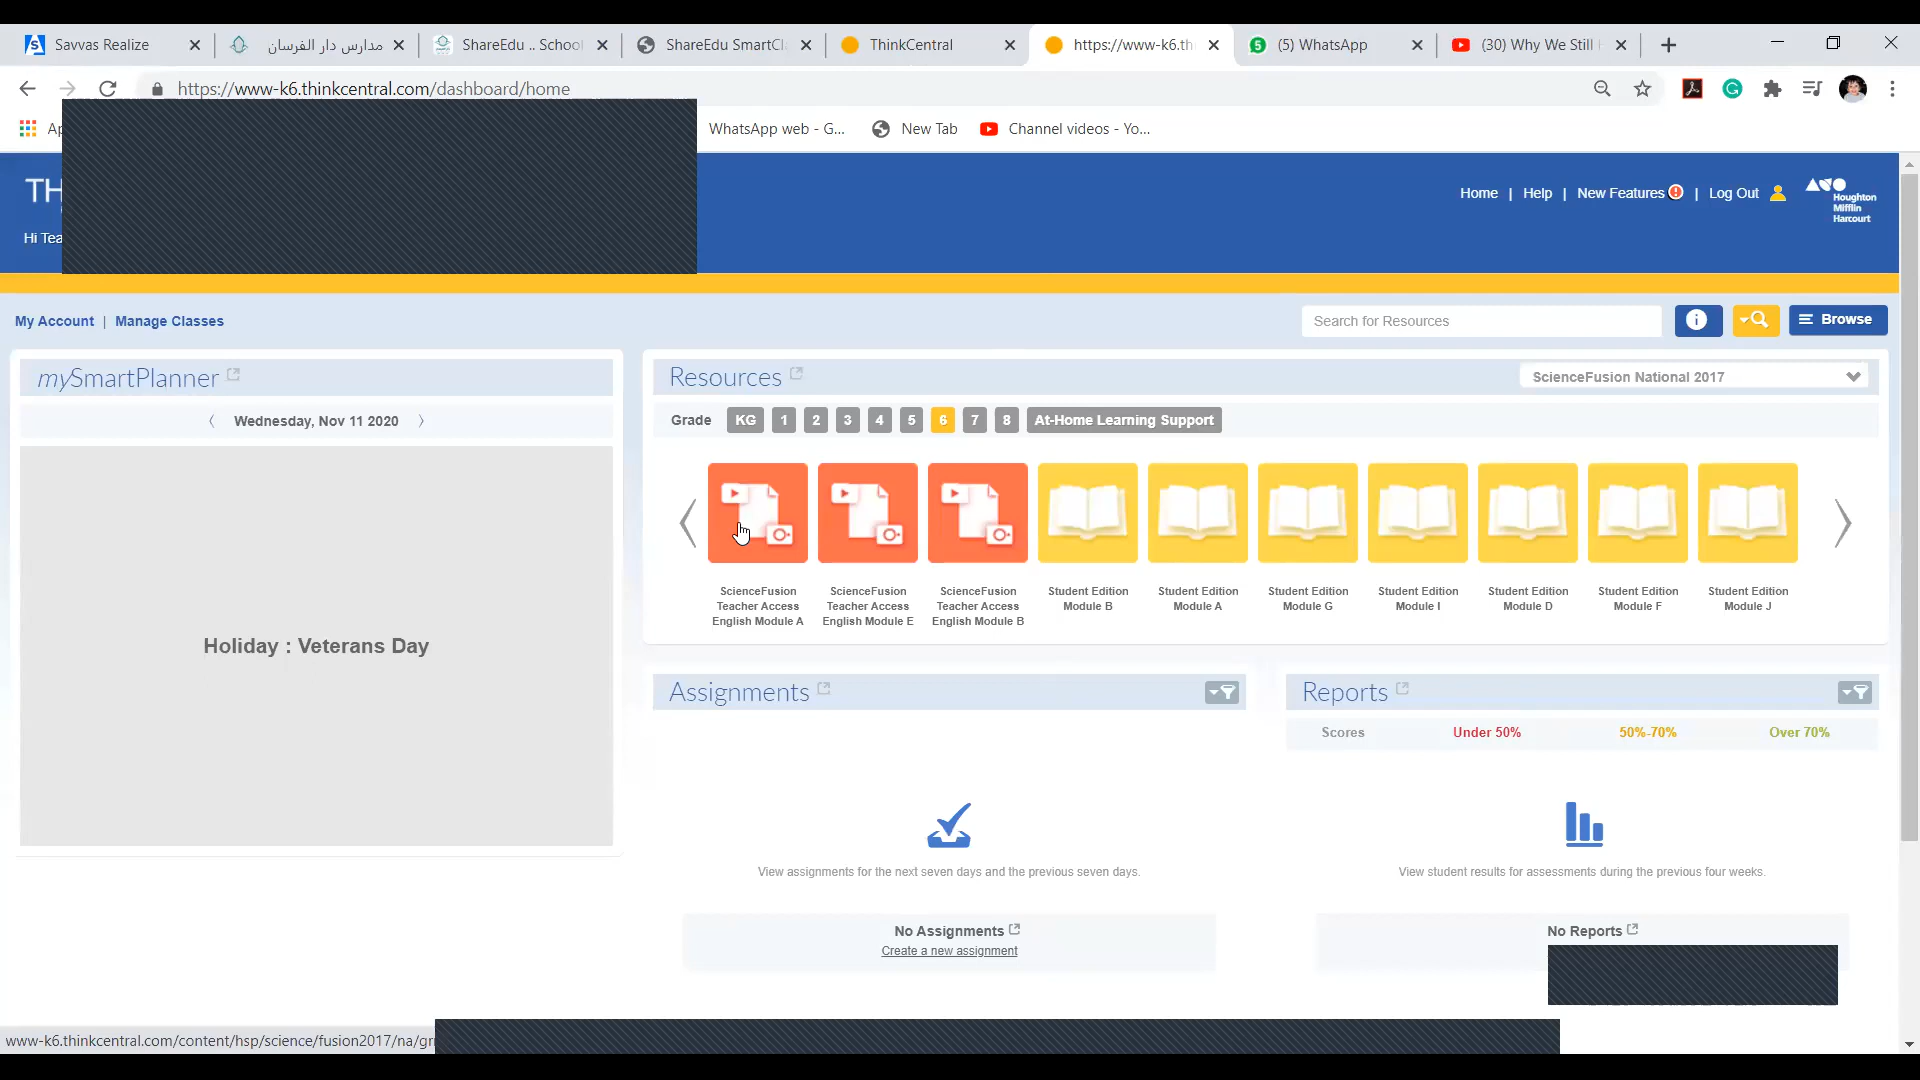 Savvas Realize
مدارس دار الفرسان
ShareEdu .. School
ShareEdu SmartCl
ThinkCentral
https://www-k6.th
(5) WhatsApp
(30) Why We Still
https://www-k6.thinkcentral.com/dashboard/home
Ap
WhatsApp web - G...
New Tab
Channel videos - Yo...
TH
Hi Tea
Home | Help | New Features | Log Out
Houghton
Mifflin
Harcourt
My Account | Manage Classes
Search for Resources
Browse
mySmartPlanner
Wednesday, Nov 11 2020
Holiday : Veterans Day
Resources
ScienceFusion National 2017
Grade KG 1 2 3 4 5 6 7 8 At-Home Learning Support
ScienceFusion
Teacher Access
English Module A
ScienceFusion
Teacher Access
English Module E
ScienceFusion
Teacher Access
English Module B
Student Edition
Module B
Student Edition
Module A
Student Edition
Module G
Student Edition
Module I
Student Edition
Module D
Student Edition
Module F
Student Edition
Module J
Assignments
View assignments for the next seven days and the previous seven days.
No Assignments
Create a new assignment
Reports
Scores Under 50% 50%-70% Over 70%
View student results for assessments during the previous four weeks.
No Reports
www-k6.thinkcentral.com/content/hsp/science/fusion2017/na/gr